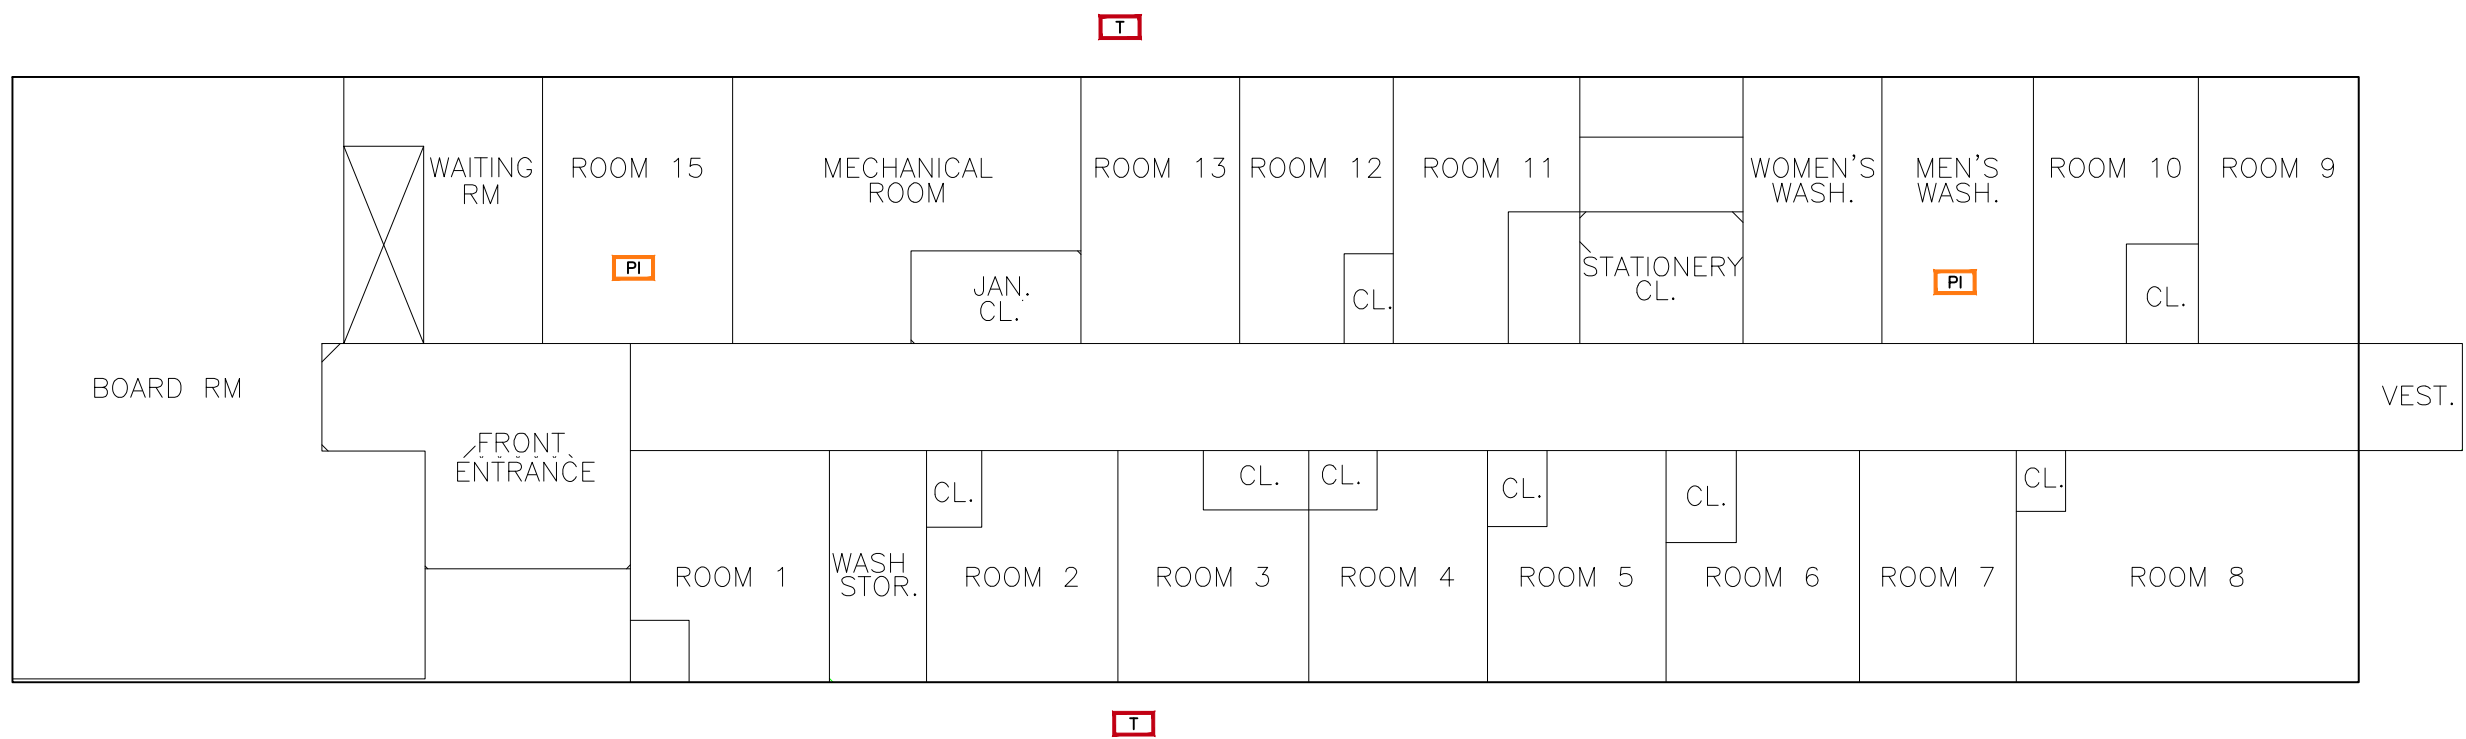 T
WAITING
RM
ROOM 15
MECHANICAL
ROOM
ROOM 13
ROOM 12
ROOM 11
WOMEN'S
WASH.
MEN'S
WASH.
ROOM 10
ROOM 9
PI
JAN.
CL.
CL.
STATIONERY
CL.
PI
CL.
BOARD RM
VEST.
FRONT
ENTRANCE
CL.
CL.
CL.
CL.
CL.
CL.
ROOM 1
WASH
STOR.
ROOM 2
ROOM 3
ROOM 4
ROOM 5
ROOM 6
ROOM 7
ROOM 8
T